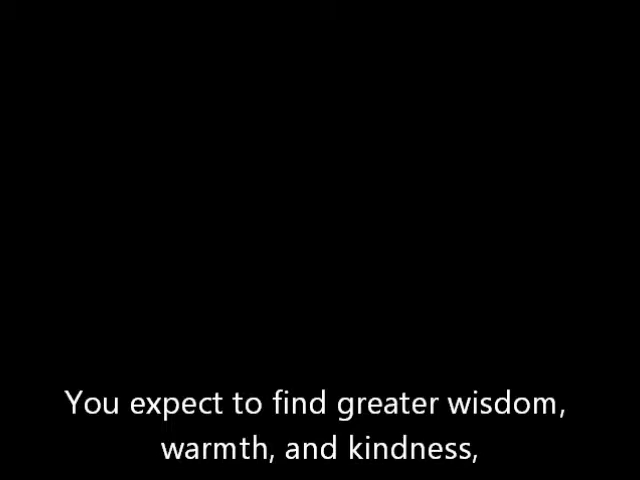 You expect to find greater wisdom,
warmth, and kindness,